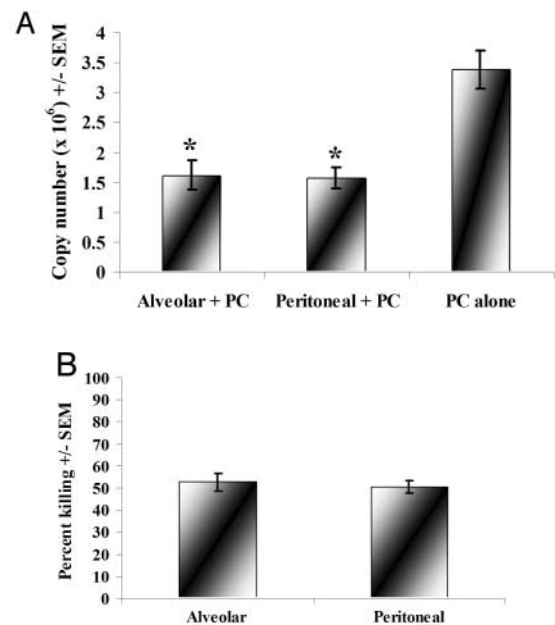 A
Copy number (x 10⁶) +/- SEM
4
3.5
3
2.5
2
1.5
1
0.5
0
*
*
Alveolar + PC
Peritoneal + PC
PC alone
B
Percent killing +/- SEM
100
90
80
70
60
50
40
30
20
10
0
Alveolar
Peritoneal